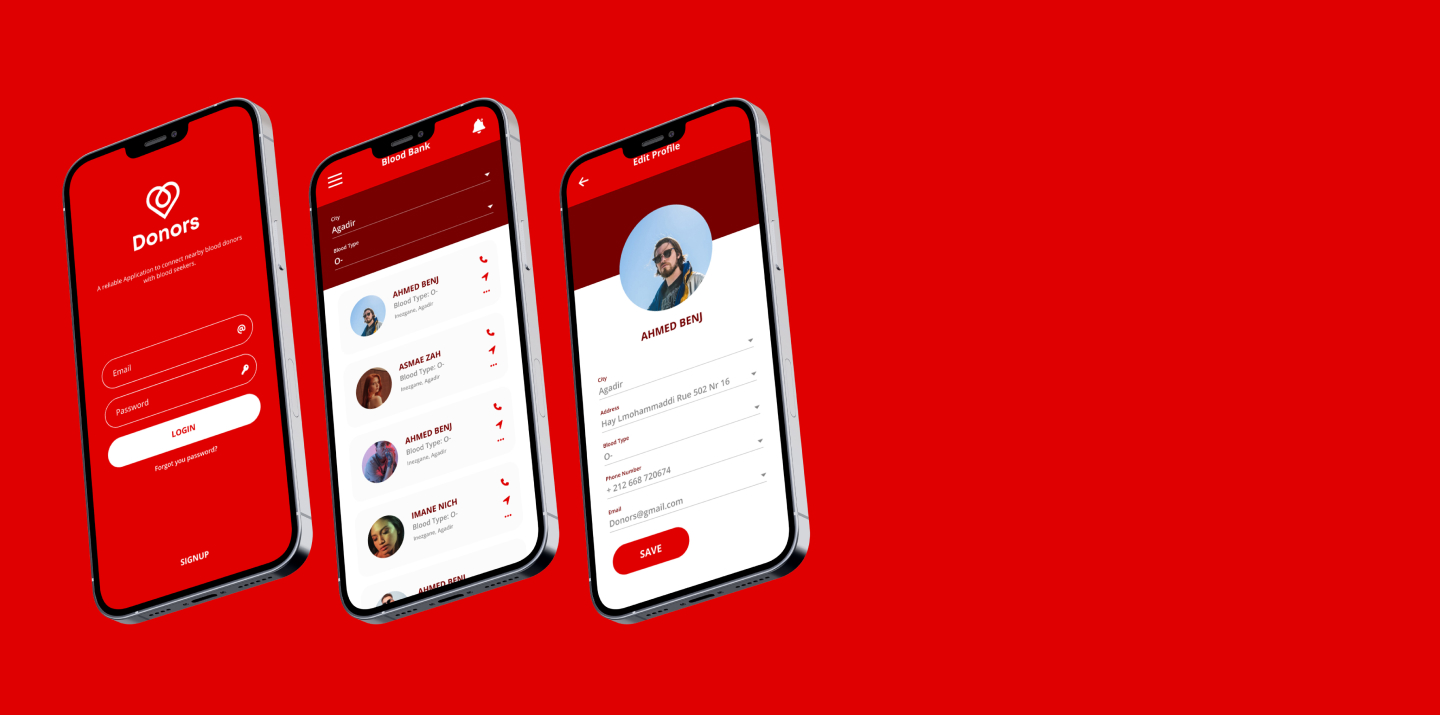 Donors
A reliable Application to connect nearby blood donors
with blood seekers.
Email
@
Password
LOGIN
Forgot you password?
SIGNUP
Blood Bank
City
Agadir
Blood Type
O-
AHMED BENJ
Blood Type: O-
Inezgane, Agadir
ASMAE ZAH
Blood Type: O-
Inezgane, Agadir
AHMED BENJ
Blood Type: O-
Inezgane, Agadir
IMANE NICH
Blood Type: O-
Inezgane, Agadir
AHMED BENJ
Edit Profile
AHMED BENJ
City
Agadir
Address
Hay Lmohammaddi Rue 502 Nr 16
Blood Type
O-
Phone Number
+ 212 668 720674
Email
Donors@gmail.com
SAVE